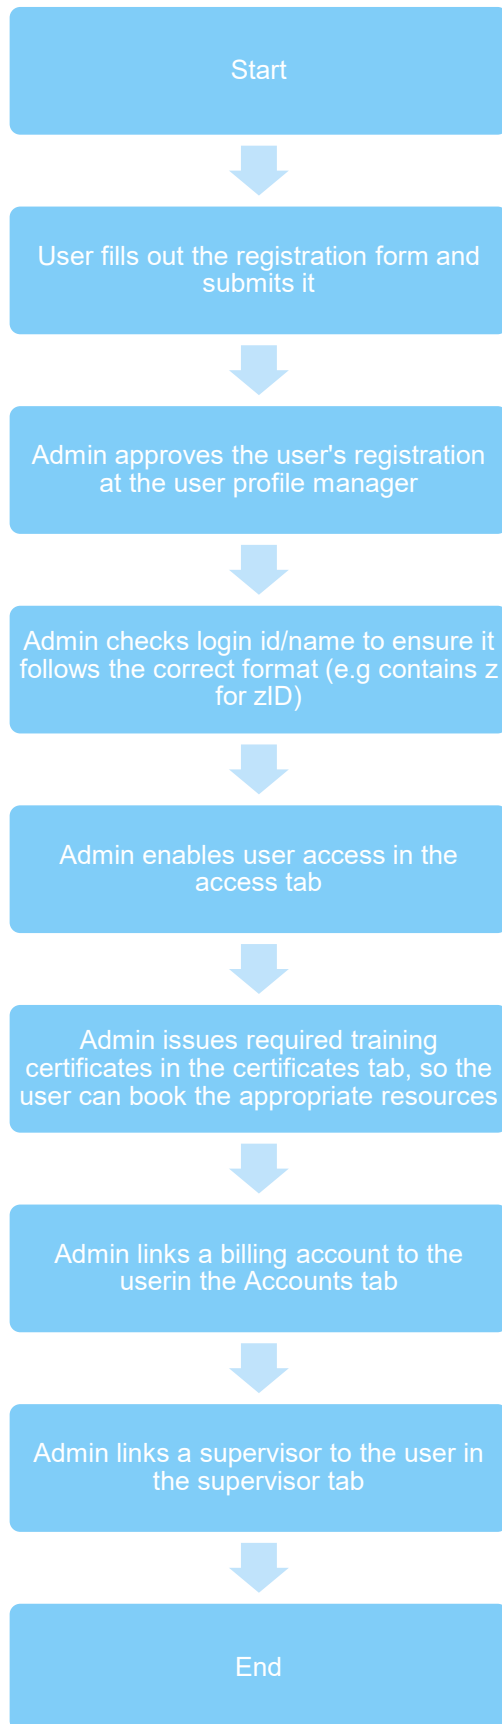 Start
User fills out the registration form and
submits it
Admin approves the user's registration
at the user profile manager
Admin checks login id/name to ensure it
follows the correct format (e.g contains z
for zID)
Admin enables user access in the
access tab
Admin issues required training
certificates in the certificates tab, so the
user can book the appropriate resources
Admin links a billing account to the
userin the Accounts tab
Admin links a supervisor to the user in
the supervisor tab
End